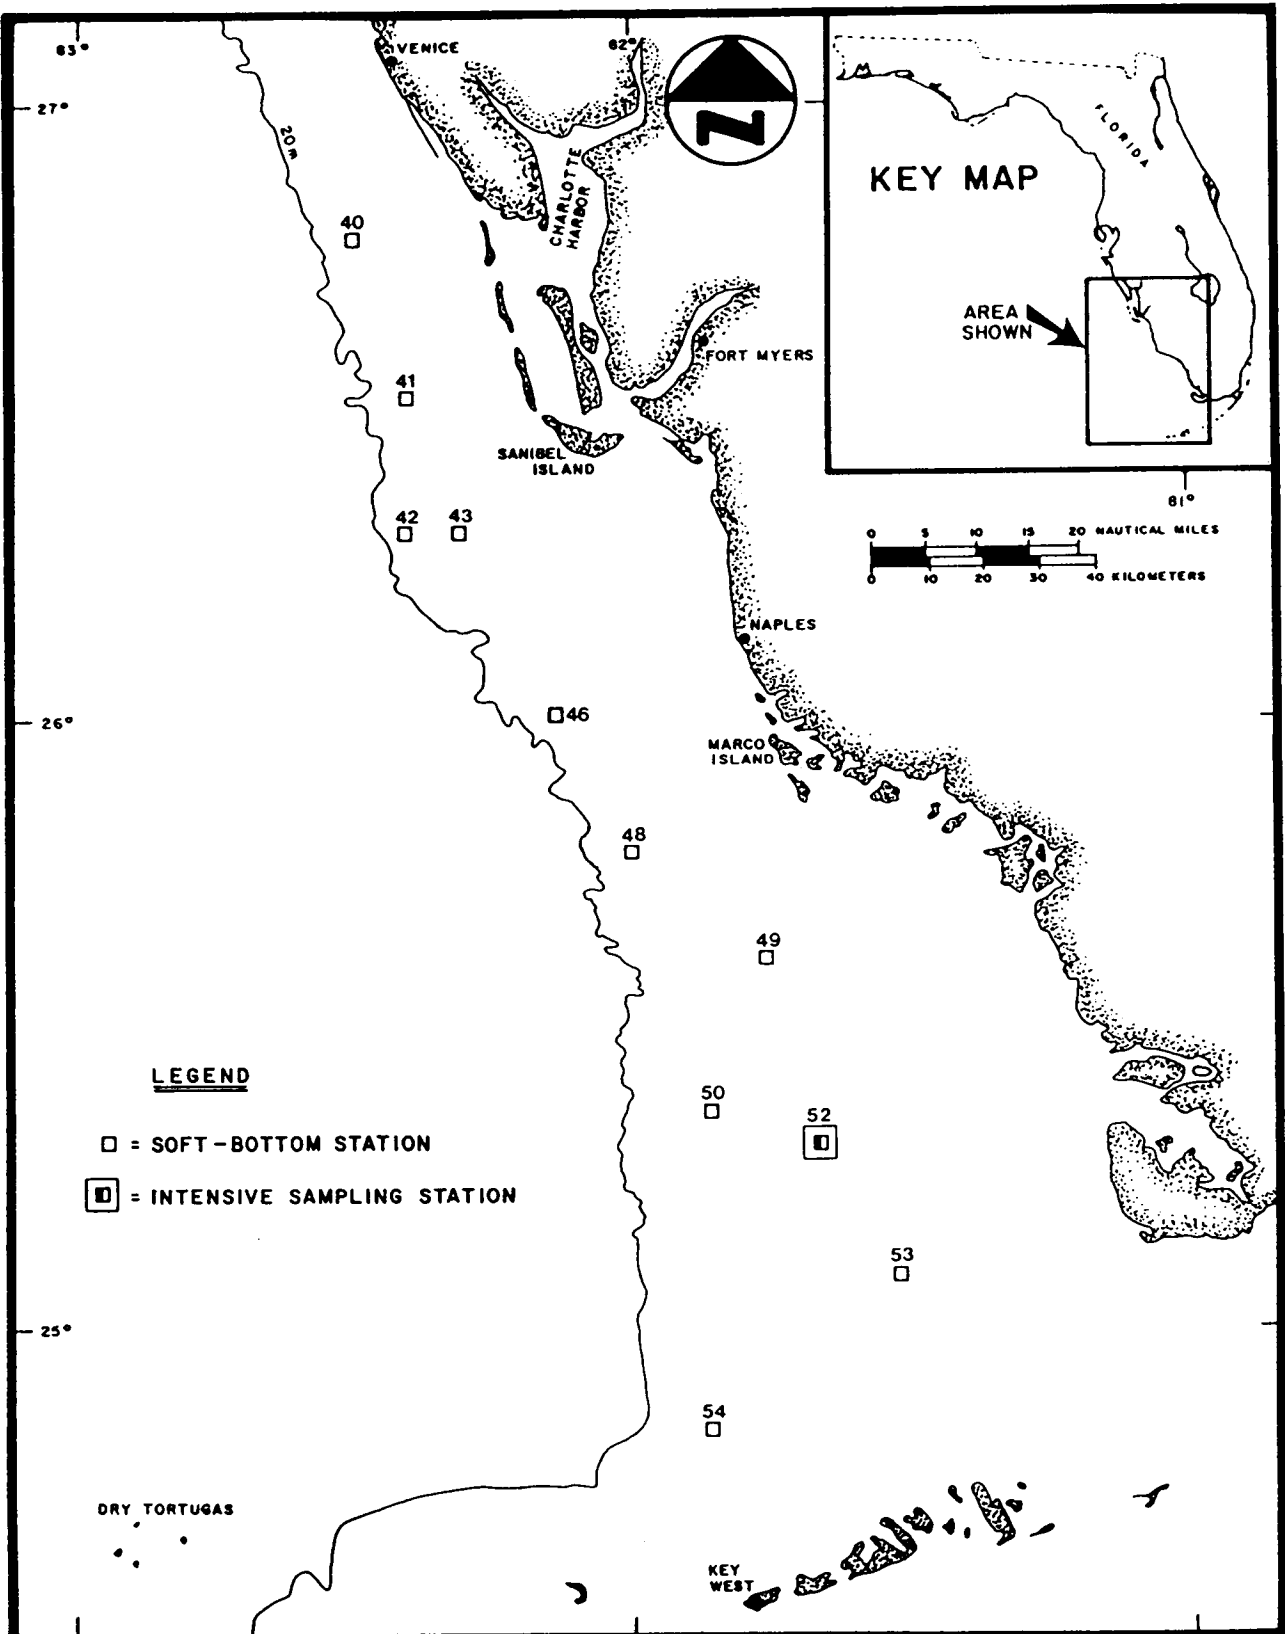 83°
82°
VENICE
27°
20m
FLORIDA
KEY MAP
CHARLOTTE
HARBOR
40
AREA
SHOWN
FORT MYERS
41
SANIBEL
ISLAND
81°
42
43
0 5 10 15 20 NAUTICAL MILES
0 10 20 30 40 KILOMETERS
NAPLES
26°
46
MARCO
ISLAND
48
49
LEGEND
50
52
□ = SOFT-BOTTOM STATION
= INTENSIVE SAMPLING STATION
53
25°
54
DRY TORTUGAS
KEY
WEST
N